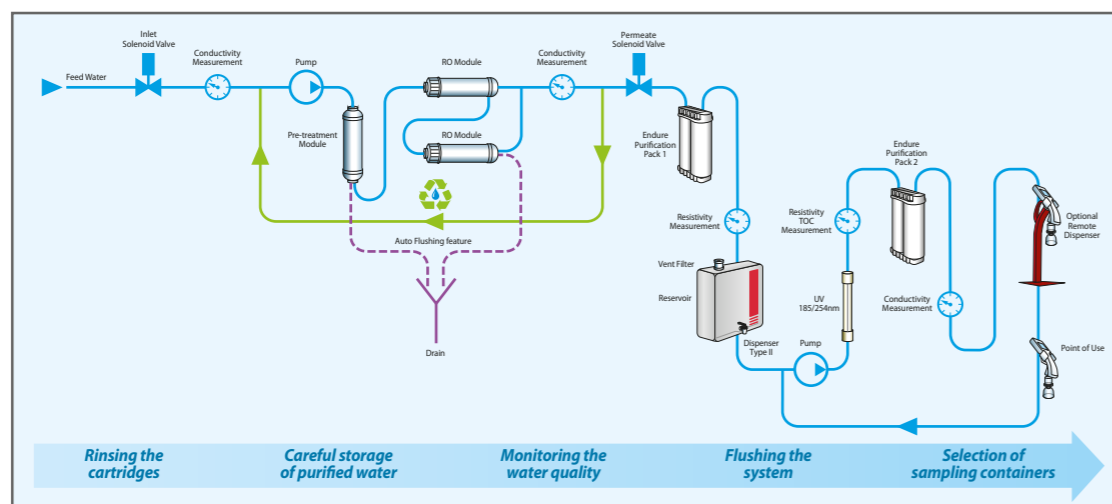 Inlet
Solenoid Valve
Conductivity
Measurement
Pump
RO Module
Conductivity
Measurement
Permeate
Solenoid Valve
Feed Water
Pre-treatment
Module
RO Module
Endure
Purification
Pack 1
Endure
Purification
Pack 2
Auto Flushing feature
Drain
Resistivity
Measurement
Resistivity
TOC
Measurement
Optional
Remote
Dispenser
Vent Filter
Reservoir
UV
185/254nm
Conductivity
Measurement
Dispenser
Type II
Pump
Point of Use
Rinsing the
cartridges
Careful storage
of purified water
Monitoring the
water quality
Flushing the
system
Selection of
sampling containers